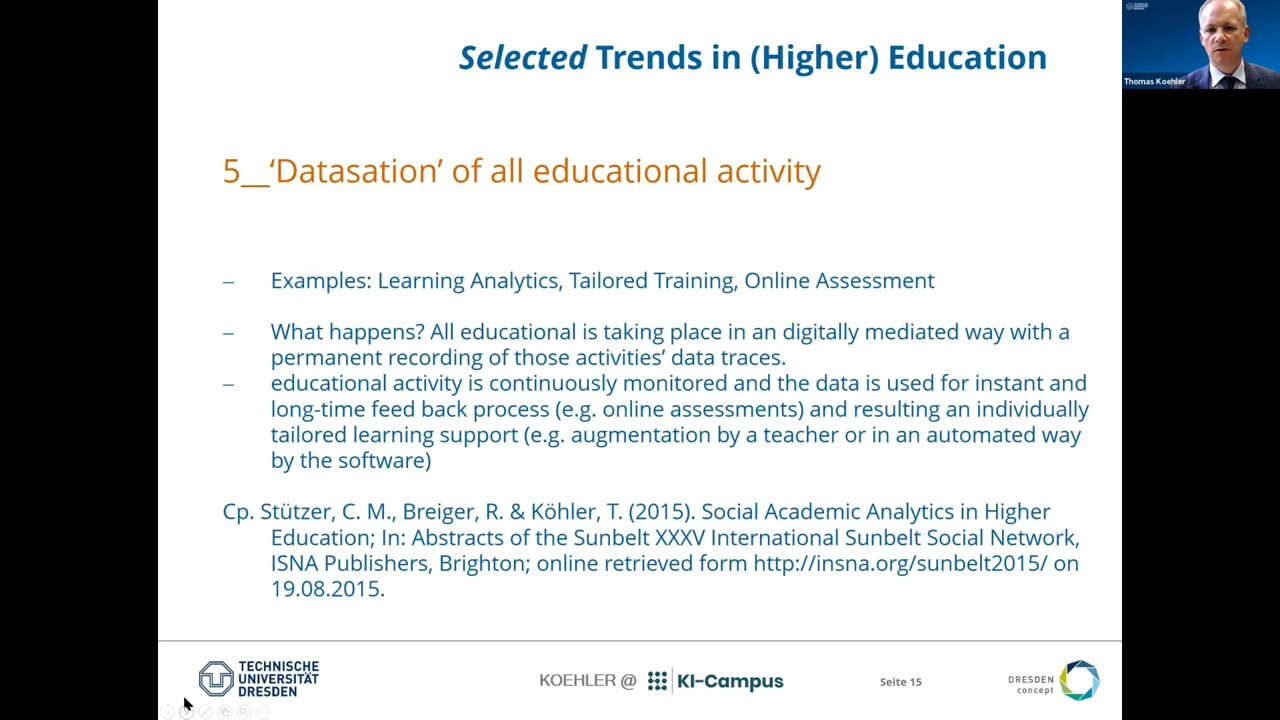 Selected Trends in (Higher) Education
TECHNISCHE
UNIVERSITÄT
DRESDEN
Thomas Koehler
5__‘Datasation’ of all educational activity
– Examples: Learning Analytics, Tailored Training, Online Assessment
– What happens? All educational is taking place in an digitally mediated way with a
permanent recording of those activities’ data traces.
– educational activity is continuously monitored and the data is used for instant and
long-time feed back process (e.g. online assessments) and resulting an individually
tailored learning support (e.g. augmentation by a teacher or in an automated way
by the software)
Cp. Stützer, C. M., Breiger, R. & Köhler, T. (2015). Social Academic Analytics in Higher
Education; In: Abstracts of the Sunbelt XXXV International Sunbelt Social Network,
ISNA Publishers, Brighton; online retrieved form http://insna.org/sunbelt2015/ on
19.08.2015.
TECHNISCHE
UNIVERSITÄT
DRESDEN
KOEHLER @ KI-Campus
Seite 15
DRESDEN
concept